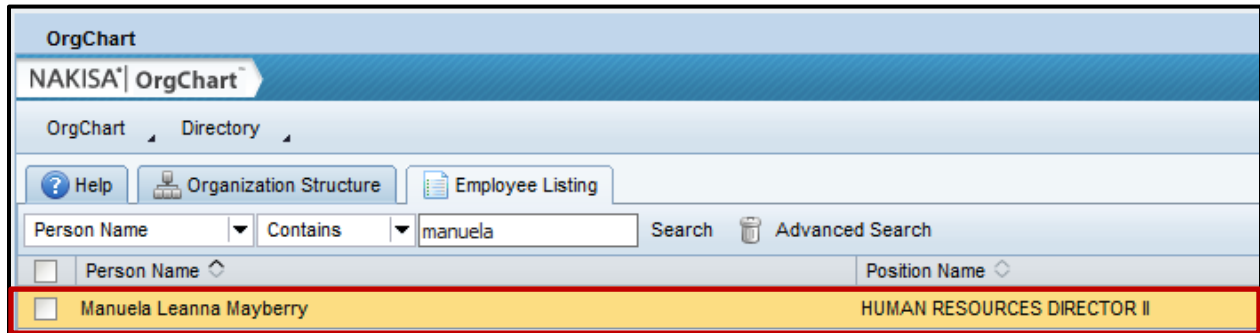 OrgChart
NAKISA* | OrgChart™
OrgChart Directory
Help Organization Structure Employee Listing
Person Name Contains manuela Search Advanced Search
Person Name Position Name
Manuela Leanna Mayberry HUMAN RESOURCES DIRECTOR II